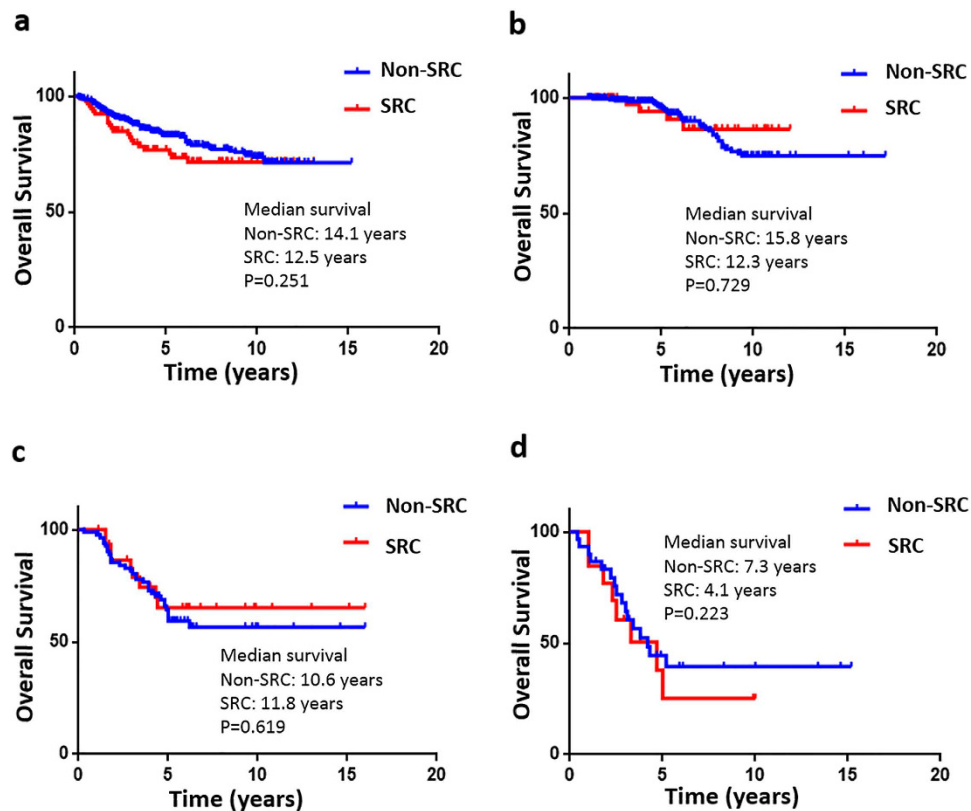 a
Non-SRC
SRC
100
50
0
Overall Survival
Median survival
Non-SRC: 14.1 years
SRC: 12.5 years
P=0.251
0 5 10 15 20
Time (years)
b
Non-SRC
SRC
100
50
0
Overall Survival
Median survival
Non-SRC: 15.8 years
SRC: 12.3 years
P=0.729
0 5 10 15 20
Time (years)
c
Non-SRC
SRC
100
50
0
Overall Survival
Median survival
Non-SRC: 10.6 years
SRC: 11.8 years
P=0.619
0 5 10 15 20
Time (years)
d
Non-SRC
SRC
100
50
0
Overall Survival
Median survival
Non-SRC: 7.3 years
SRC: 4.1 years
P=0.223
0 5 10 15 20
Time (years)